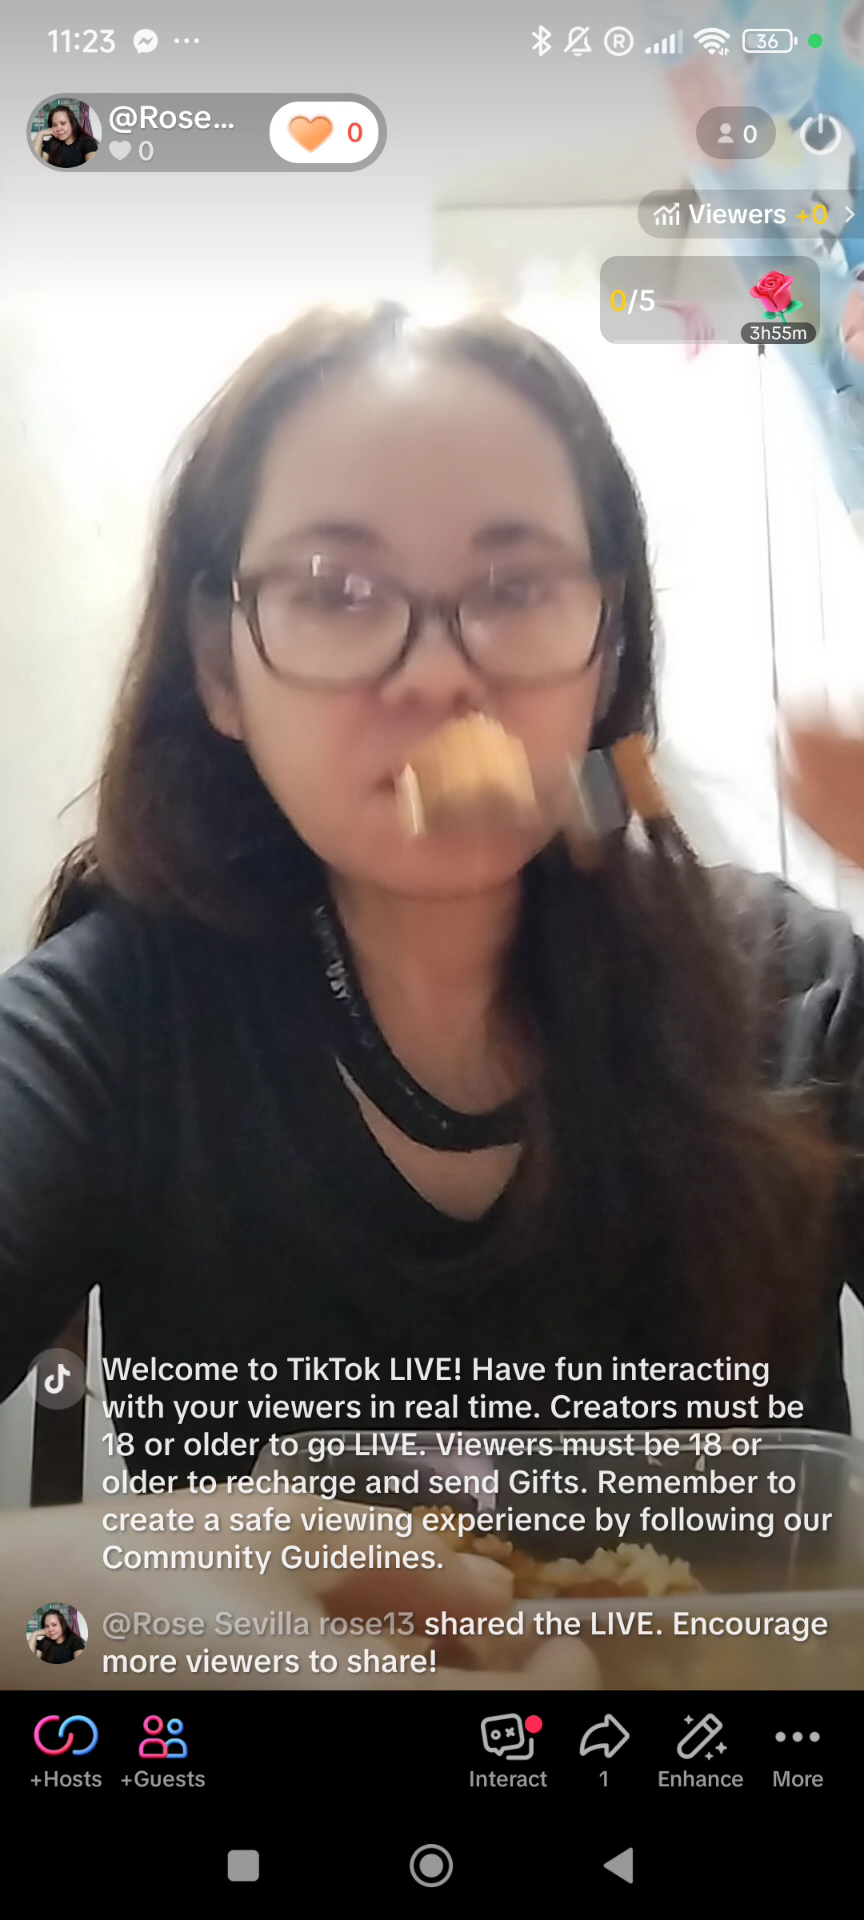 11:23
R
36
@Rose...
0
0
0
Viewers +0
0/5
3h55m
Welcome to TikTok LIVE! Have fun interacting
with your viewers in real time. Creators must be
18 or older to go LIVE. Viewers must be 18 or
older to recharge and send Gifts. Remember to
create a safe viewing experience by following our
Community Guidelines.
@Rose Sevilla rose13 shared the LIVE. Encourage
more viewers to share!
+Hosts
+Guests
Interact
1
Enhance
More